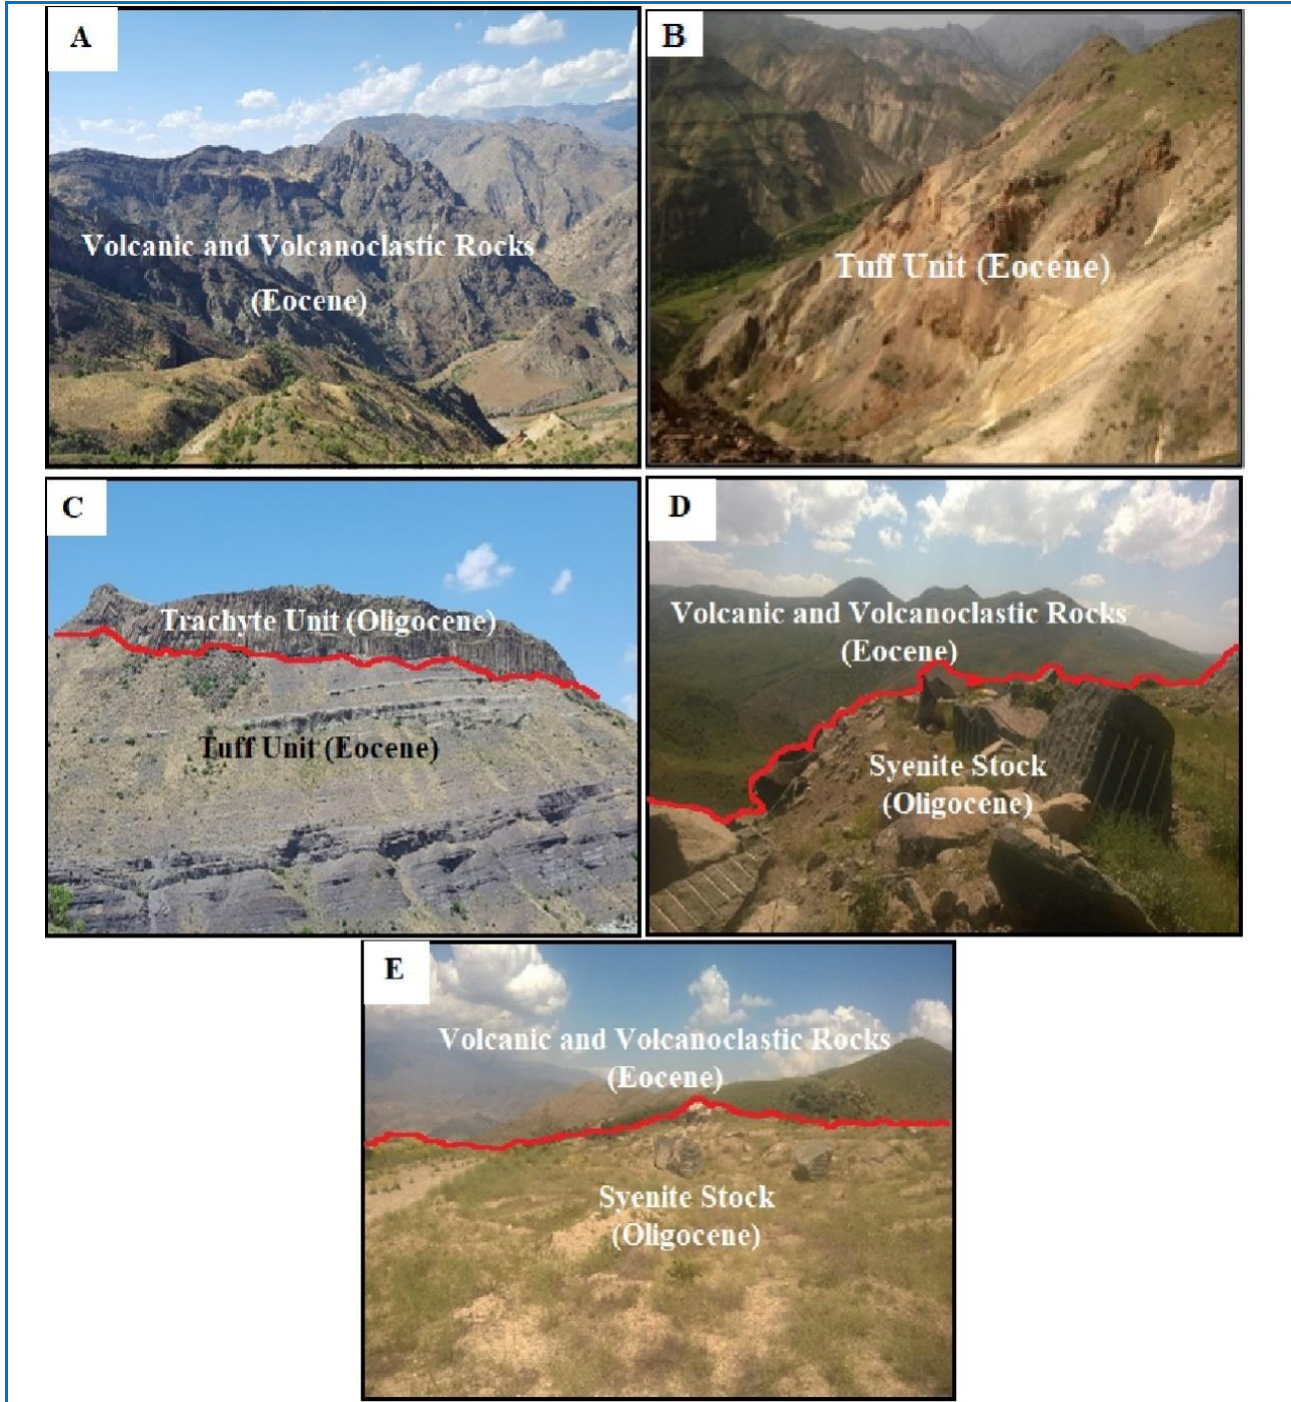 A
Volcanic and Volcanoclastic Rocks
(Eocene)
B
Tuff Unit (Eocene)
C
Trachyte Unit (Oligocene)
Tuff Unit (Eocene)
D
Volcanic and Volcanoclastic Rocks
(Eocene)
Syenite Stock
(Oligocene)
E
Volcanic and Volcanoclastic Rocks
(Eocene)
Syenite Stock
(Oligocene)